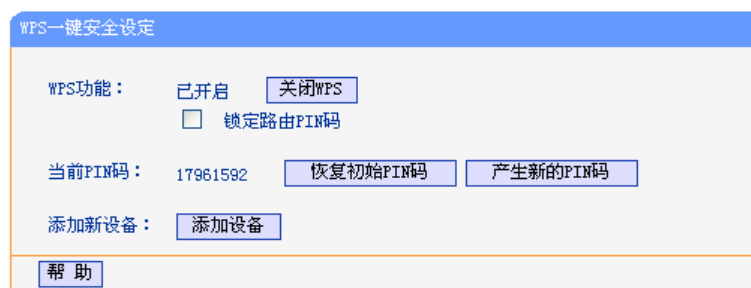 WPS一键安全设定
WPS功能： 已开启 关闭WPS
锁定路由PIN码
当前PIN码： 17961592 恢复初始PIN码 产生新的PIN码
添加新设备： 添加设备
帮 助